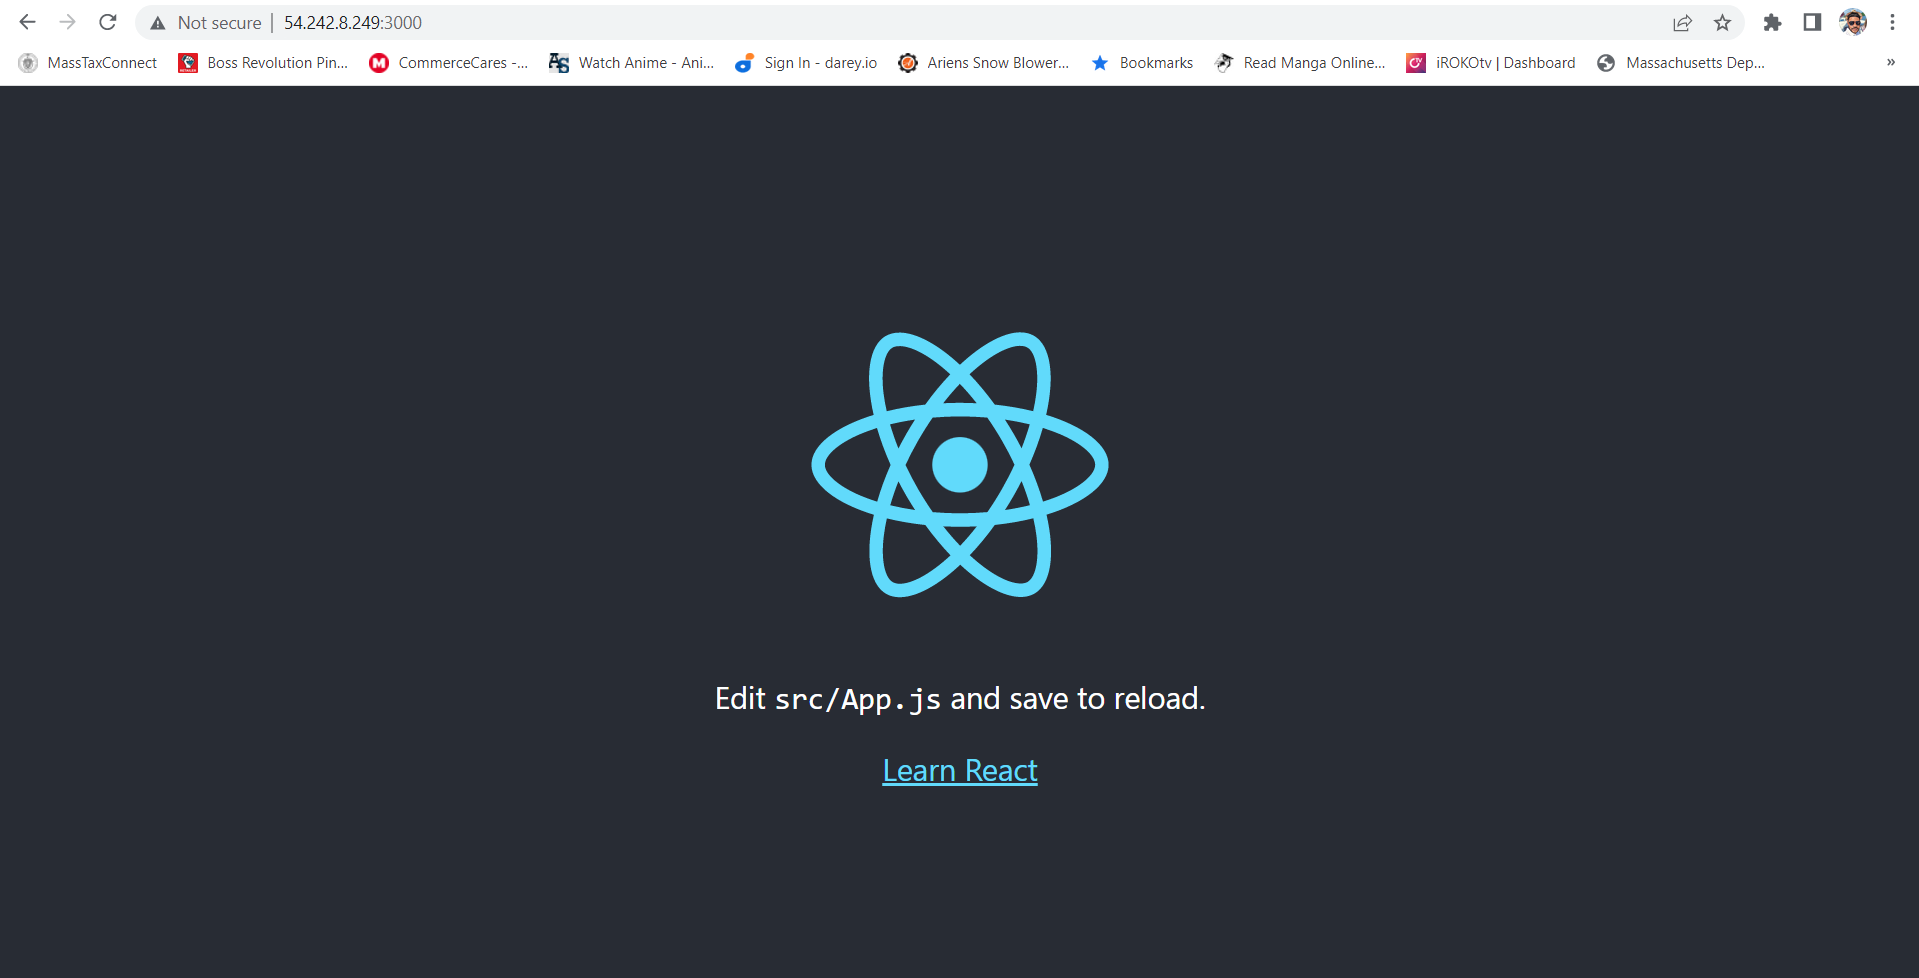 Not secure | 54.242.8.249:3000
MassTaxConnect Boss Revolution Pin... CommerceCares -... Watch Anime - Ani... Sign In - darey.io Ariens Snow Blower... Bookmarks Read Manga Online... iROKOtv | Dashboard Massachusetts Dep... »
Edit src/App.js and save to reload.
Learn React